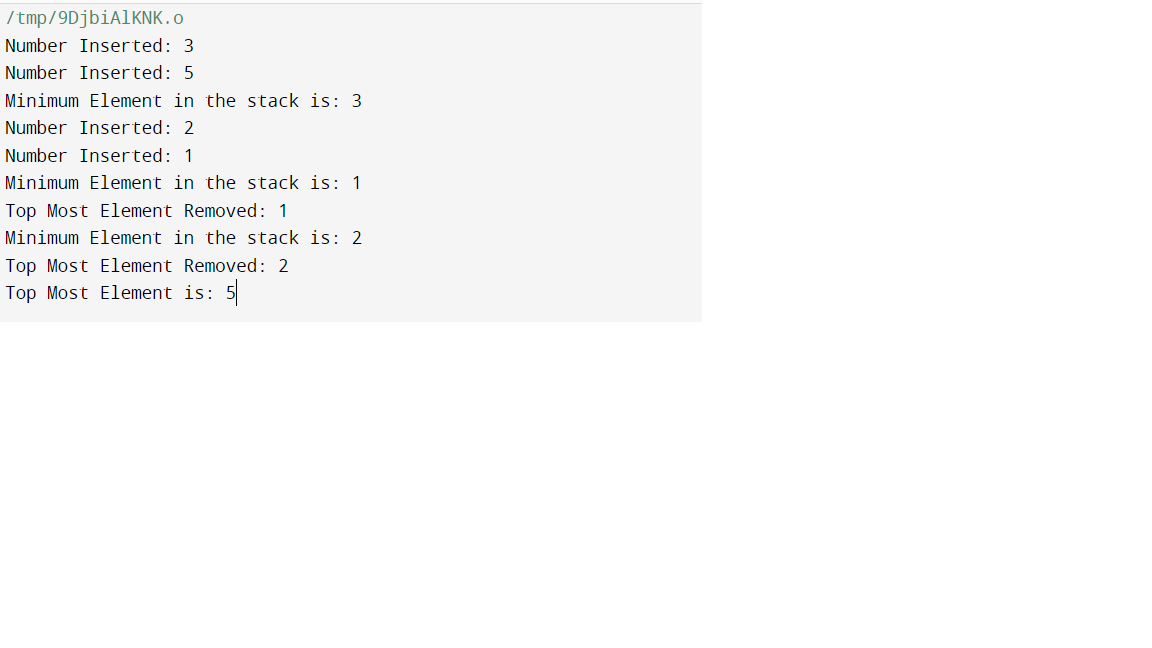 /tmp/9DjbiAlKNK.o
Number Inserted: 3
Number Inserted: 5
Minimum Element in the stack is: 3
Number Inserted: 2
Number Inserted: 1
Minimum Element in the stack is: 1
Top Most Element Removed: 1
Minimum Element in the stack is: 2
Top Most Element Removed: 2
Top Most Element is: 5